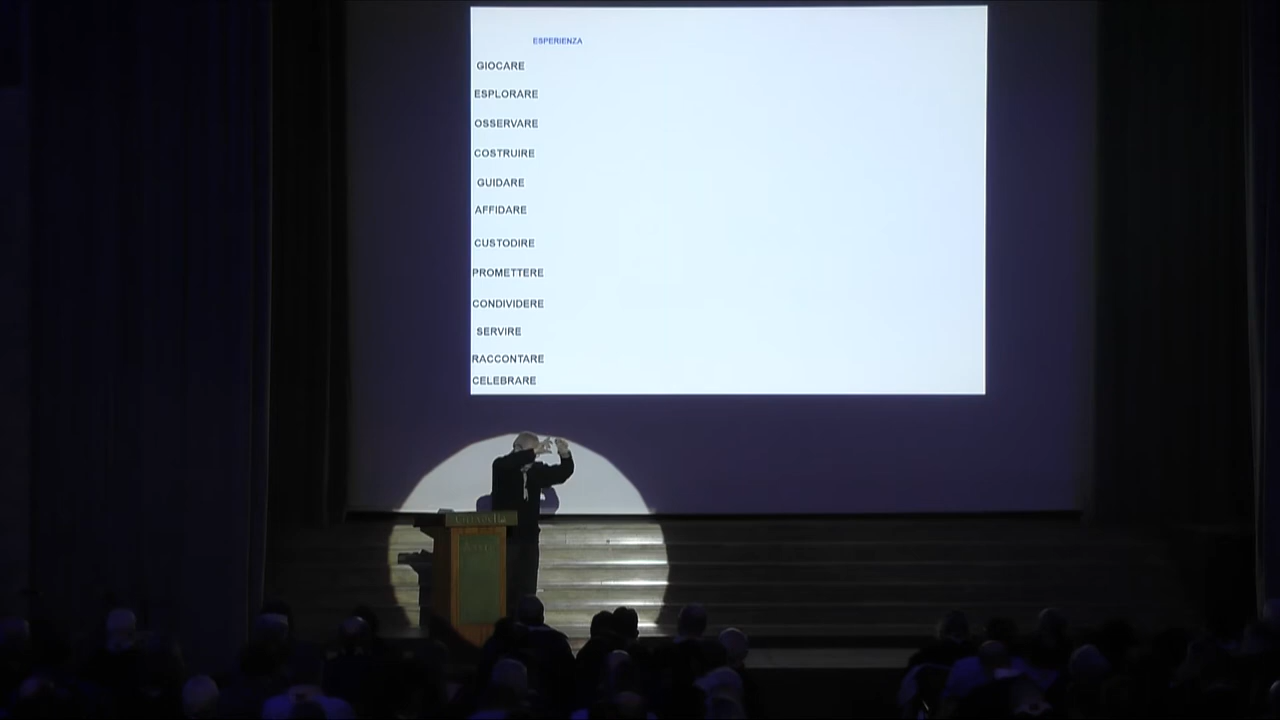 ESPERIENZA
GIOCARE
ESPLORARE
OSSERVARE
COSTRUIRE
GUIDARE
AFFIDARE
CUSTODIRE
PROMETTERE
CONDIVIDERE
SERVIRE
RACCONTARE
CELEBRARE